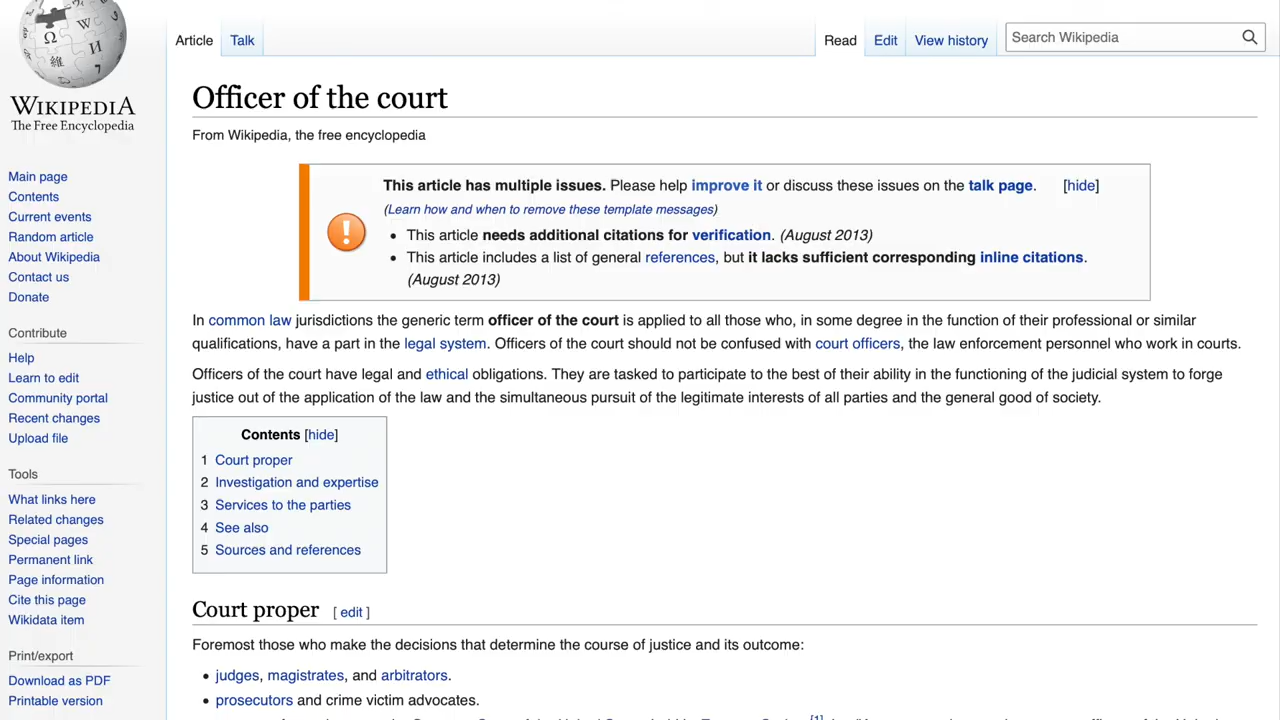 Article
Talk
Read
Edit
View history
Search Wikipedia
WIKIPEDIA
The Free Encyclopedia
Main page
Contents
Current events
Random article
About Wikipedia
Contact us
Donate
Contribute
Help
Learn to edit
Community portal
Recent changes
Upload file
Tools
What links here
Related changes
Special pages
Permanent link
Page information
Cite this page
Wikidata item
Print/export
Download as PDF
Printable version
Officer of the court
From Wikipedia, the free encyclopedia
This article has multiple issues. Please help improve it or discuss these issues on the talk page. [hide]
(Learn how and when to remove these template messages)
• This article needs additional citations for verification. (August 2013)
• This article includes a list of general references, but it lacks sufficient corresponding inline citations.
(August 2013)
In common law jurisdictions the generic term officer of the court is applied to all those who, in some degree in the function of their professional or similar
qualifications, have a part in the legal system. Officers of the court should not be confused with court officers, the law enforcement personnel who work in courts.
Officers of the court have legal and ethical obligations. They are tasked to participate to the best of their ability in the functioning of the judicial system to forge
justice out of the application of the law and the simultaneous pursuit of the legitimate interests of all parties and the general good of society.
Contents [hide]
1 Court proper
2 Investigation and expertise
3 Services to the parties
4 See also
5 Sources and references
Court proper [ edit ]
Foremost those who make the decisions that determine the course of justice and its outcome:
• judges, magistrates, and arbitrators.
• prosecutors and crime victim advocates.